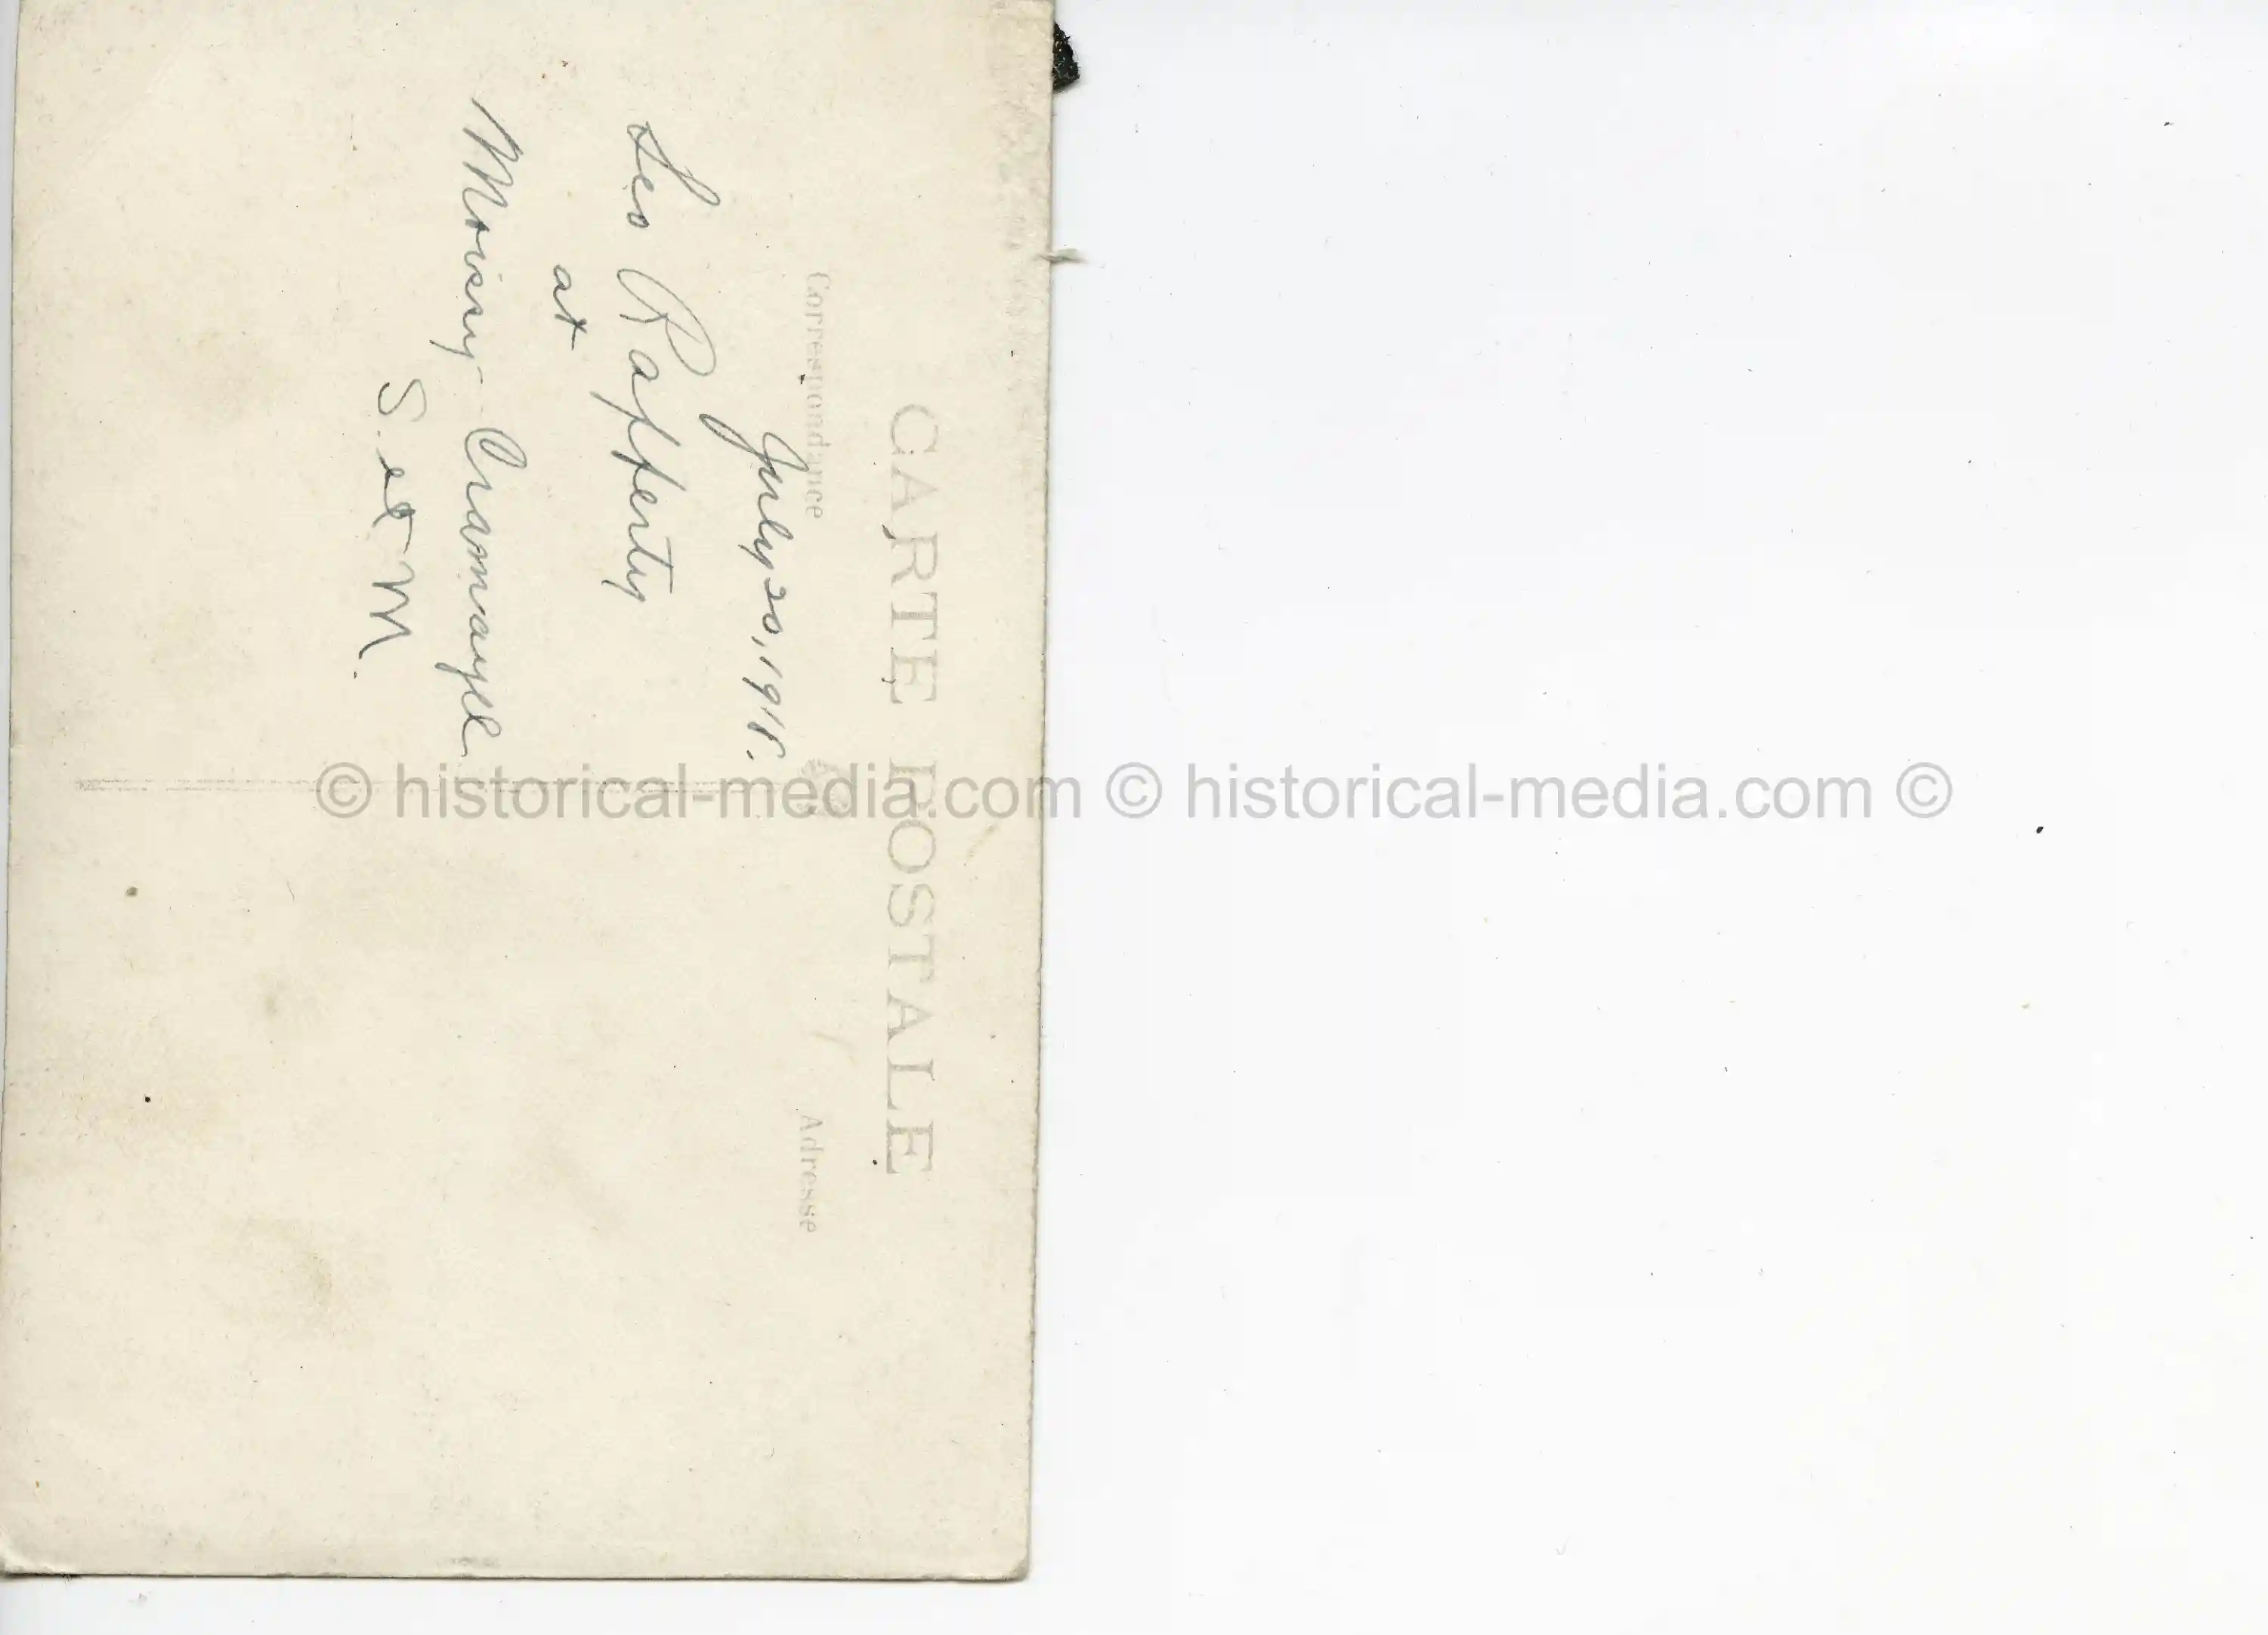 CARTE POSTALE
Correspondance
Adresse
July 20, 1918.
Leo Rafferty
at
Moissy-Cramayel
S. et M.
© historical-media.com © historical-media.com ©